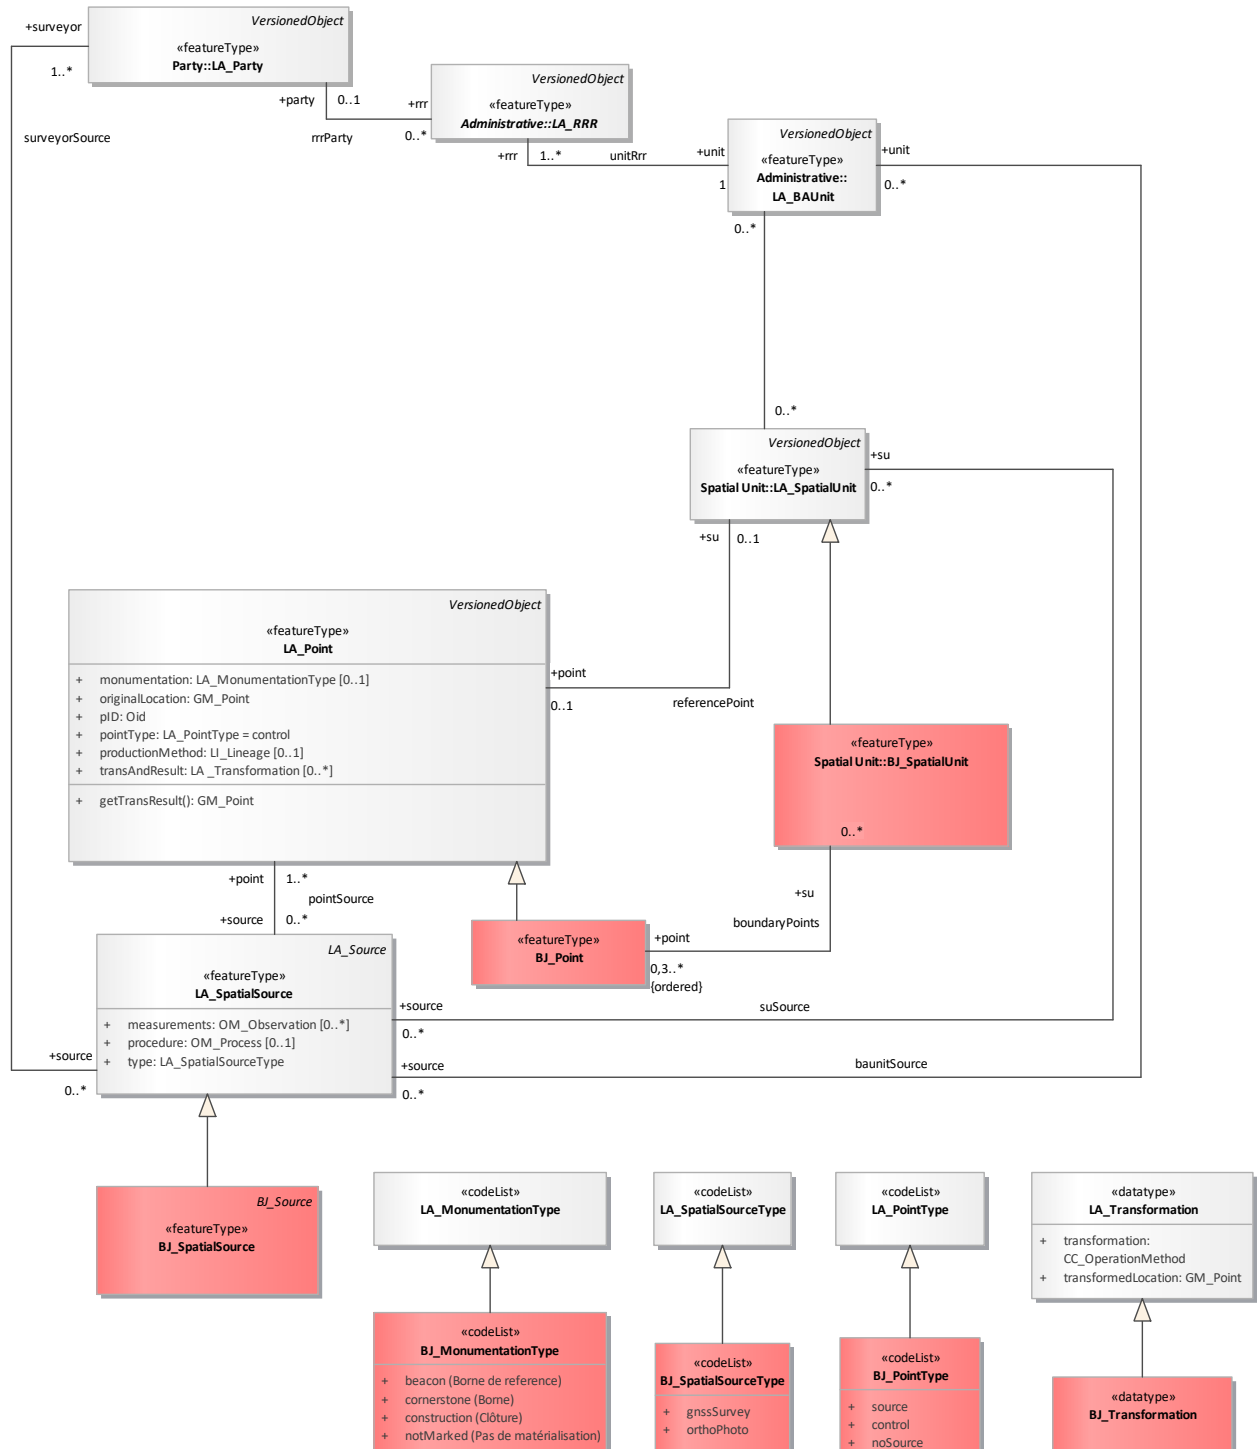 +surveyor
1..*
surveyorSource
VersionedObject
«featureType»
Party::LA_Party
+party
0..1
rrrParty
+rrr
0..*
VersionedObject
«featureType»
Administrative::LA_RRR
+rrr
1..*
unitRrr
+unit
1
VersionedObject
«featureType»
Administrative::
LA_BAUnit
+unit
0..*
0..*
0..*
VersionedObject
«featureType»
Spatial Unit::LA_SpatialUnit
+su
0..*
+su
0..1
VersionedObject
«featureType»
LA_Point
+ monumentation: LA_MonumentationType [0..1]
+ originalLocation: GM_Point
+ pID: Oid
+ pointType: LA_PointType = control
+ productionMethod: LI_Lineage [0..1]
+ transAndResult: LA _Transformation [0..*]
+ getTransResult(): GM_Point
+point
0..1
referencePoint
«featureType»
Spatial Unit::BJ_SpatialUnit
0..*
+su
boundaryPoints
+point
0,3..*
{ordered}
«featureType»
BJ_Point
+point
1..*
pointSource
+source
0..*
LA_Source
«featureType»
LA_SpatialSource
+ measurements: OM_Observation [0..*]
+ procedure: OM_Process [0..1]
+ type: LA_SpatialSourceType
+source
0..*
suSource
+source
0..*
baunitSource
+source
0..*
BJ_Source
«featureType»
BJ_SpatialSource
«codeList»
LA_MonumentationType
«codeList»
LA_SpatialSourceType
«codeList»
LA_PointType
«datatype»
LA_Transformation
+ transformation:
CC_OperationMethod
+ transformedLocation: GM_Point
«codeList»
BJ_MonumentationType
+ beacon (Borne de reference)
+ cornerstone (Borne)
+ construction (Clôture)
+ notMarked (Pas de matérialisation)
«codeList»
BJ_SpatialSourceType
+ gnssSurvey
+ orthoPhoto
«codeList»
BJ_PointType
+ source
+ control
+ noSource
«datatype»
BJ_Transformation